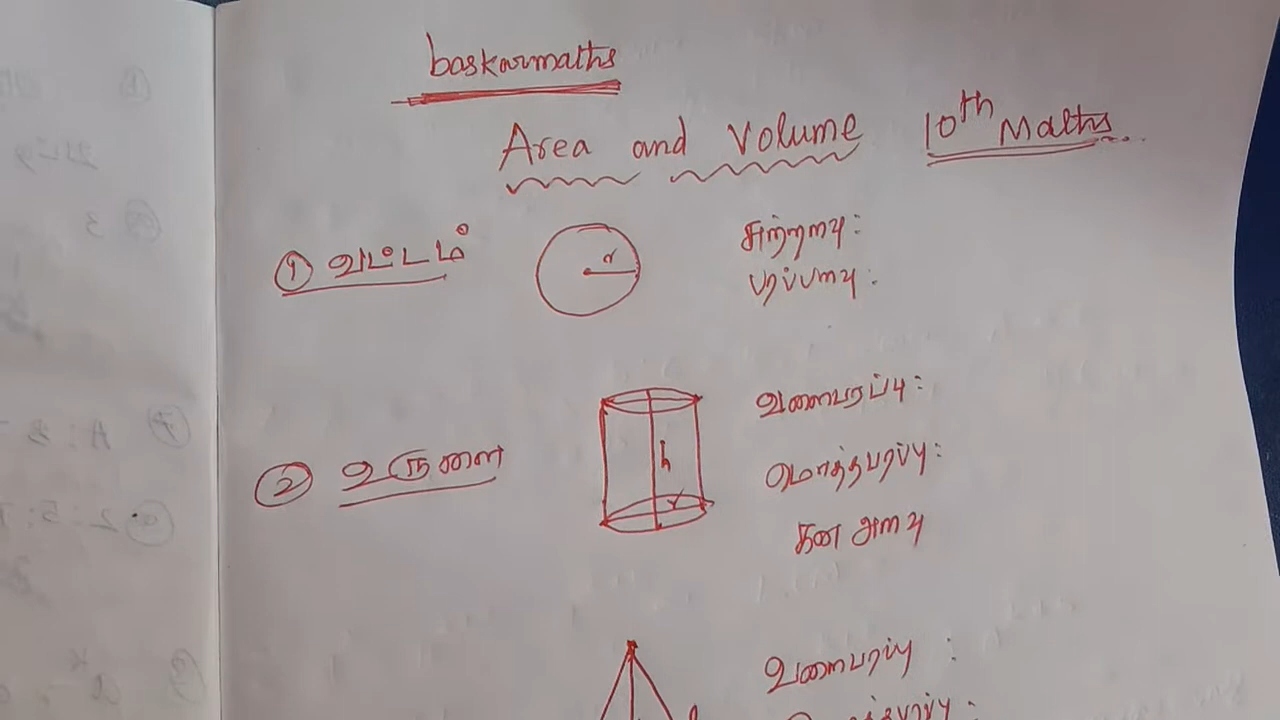 baskarmaths
Area and Volume 10th Maths
① வட்டம் r சுற்றளவு :
பரப்பளவு :
② உருளை h r வளைபரப்பு :
மொத்தபரப்பு :
கன அளவு
வளைபரப்பு :